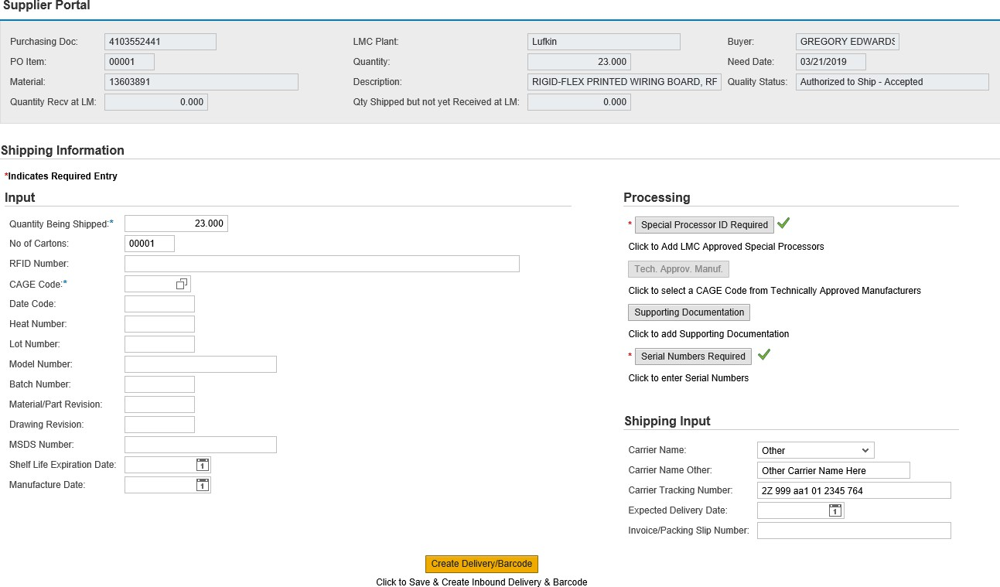 Supplier Portal
Purchasing Doc: 4103552441 LMC Plant: Lufkin Buyer: GREGORY EDWARDS
PO Item: 00001 Quantity: 23.000 Need Date: 03/21/2019
Material: 13603891 Description: RIGID-FLEX PRINTED WIRING BOARD, RF Quality Status: Authorized to Ship - Accepted
Quantity Recv at LM: 0.000 Qty Shipped but not yet Received at LM: 0.000
Shipping Information
*Indicates Required Entry
Input
Quantity Being Shipped:* 23.000
No of Cartons: 00001
RFID Number:
CAGE Code:*
Date Code:
Heat Number:
Lot Number:
Model Number:
Batch Number:
Material/Part Revision:
Drawing Revision:
MSDS Number:
Shelf Life Expiration Date: 1
Manufacture Date: 1
Processing
* Special Processor ID Required
Click to Add LMC Approved Special Processors
Tech. Approv. Manuf.
Click to select a CAGE Code from Technically Approved Manufacturers
Supporting Documentation
Click to add Supporting Documentation
* Serial Numbers Required
Click to enter Serial Numbers
Shipping Input
Carrier Name: Other
Carrier Name Other: Other Carrier Name Here
Carrier Tracking Number: 2Z 999 aa1 01 2345 764
Expected Delivery Date: 1
Invoice/Packing Slip Number:
Create Delivery/Barcode
Click to Save & Create Inbound Delivery & Barcode